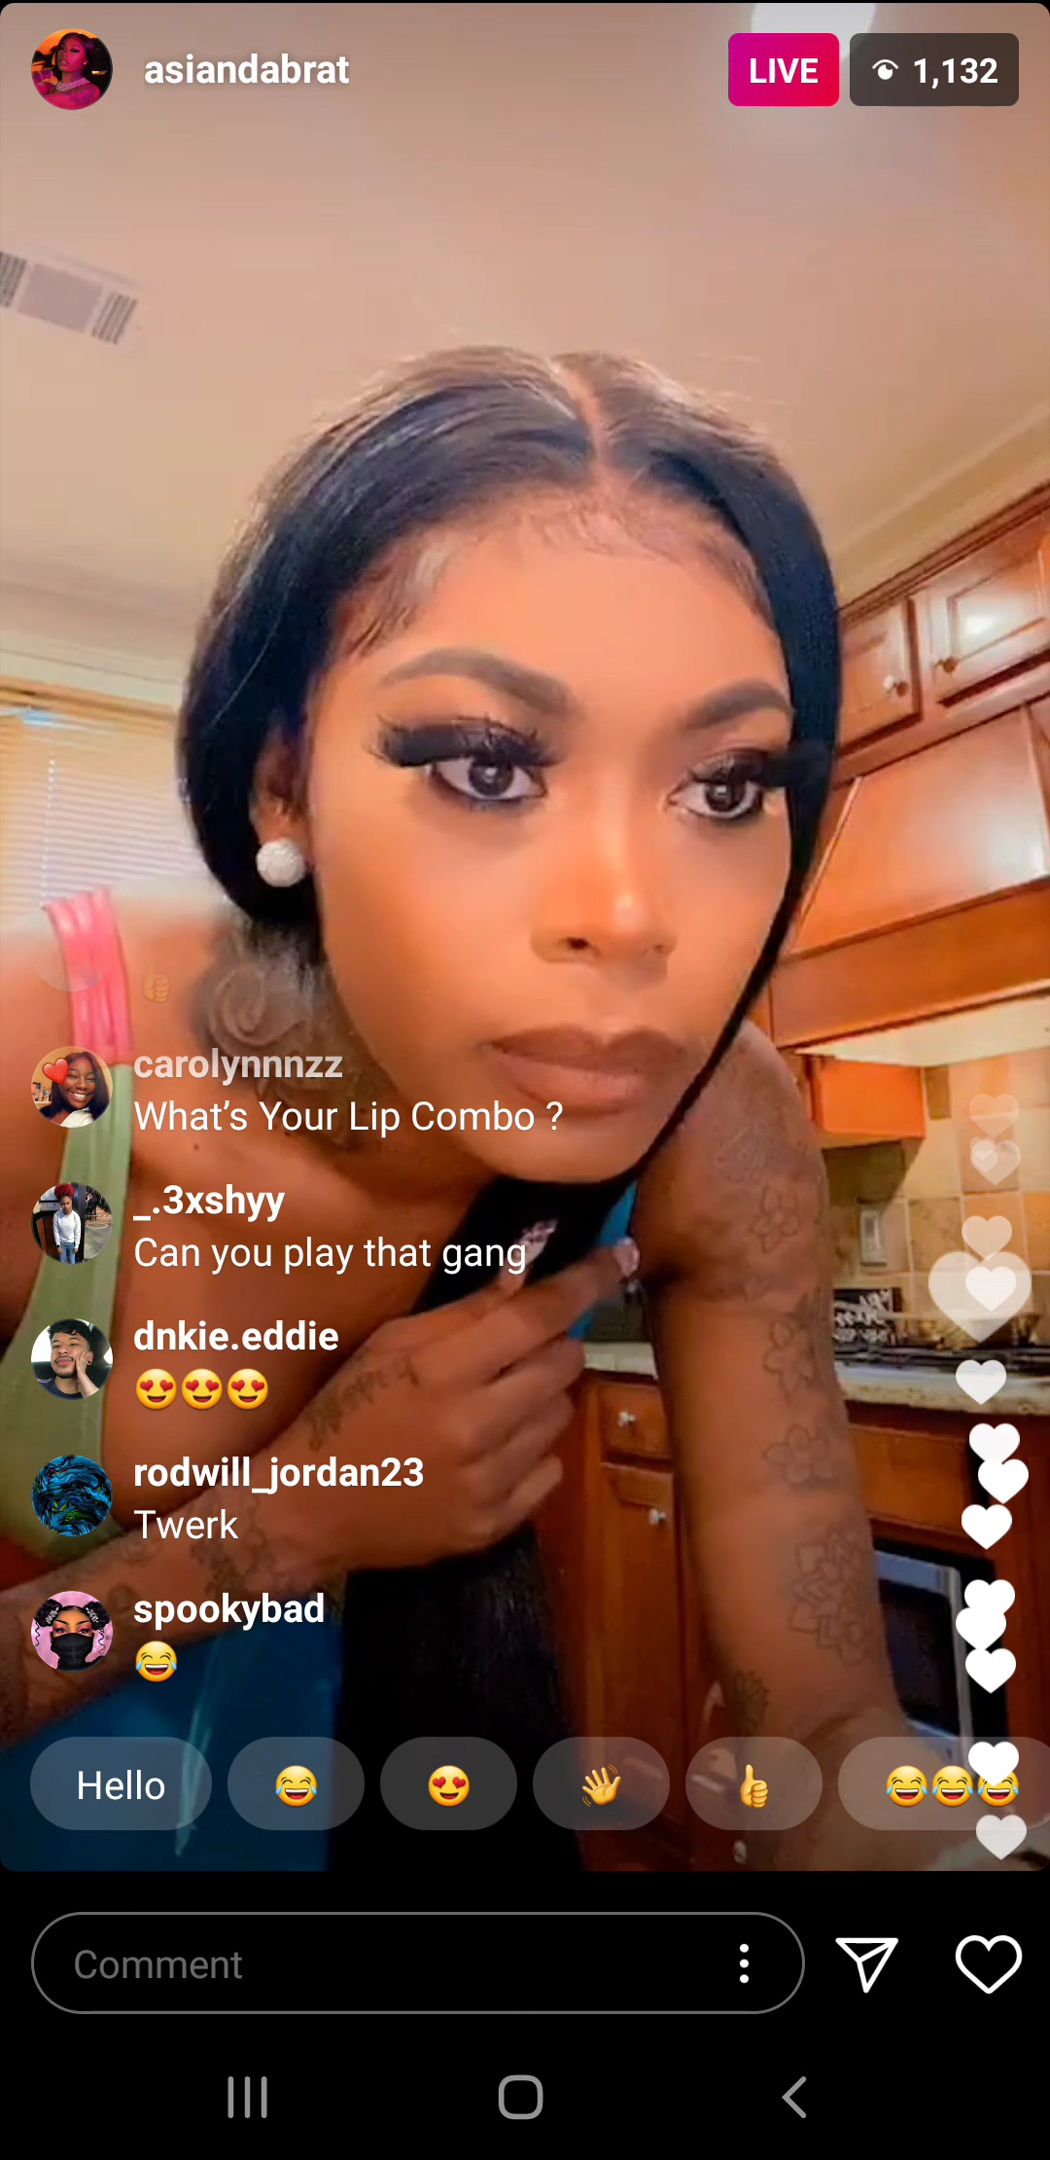 asiandabrat
LIVE
1,132
carolynnnzz
What's Your Lip Combo ?
_.3xshyy
Can you play that gang
dnkie.eddie
😍😍😍
rodwill_jordan23
Twerk
spookybad
😂
Hello 😂 😍 👋 👍 😂😂😂
Comment